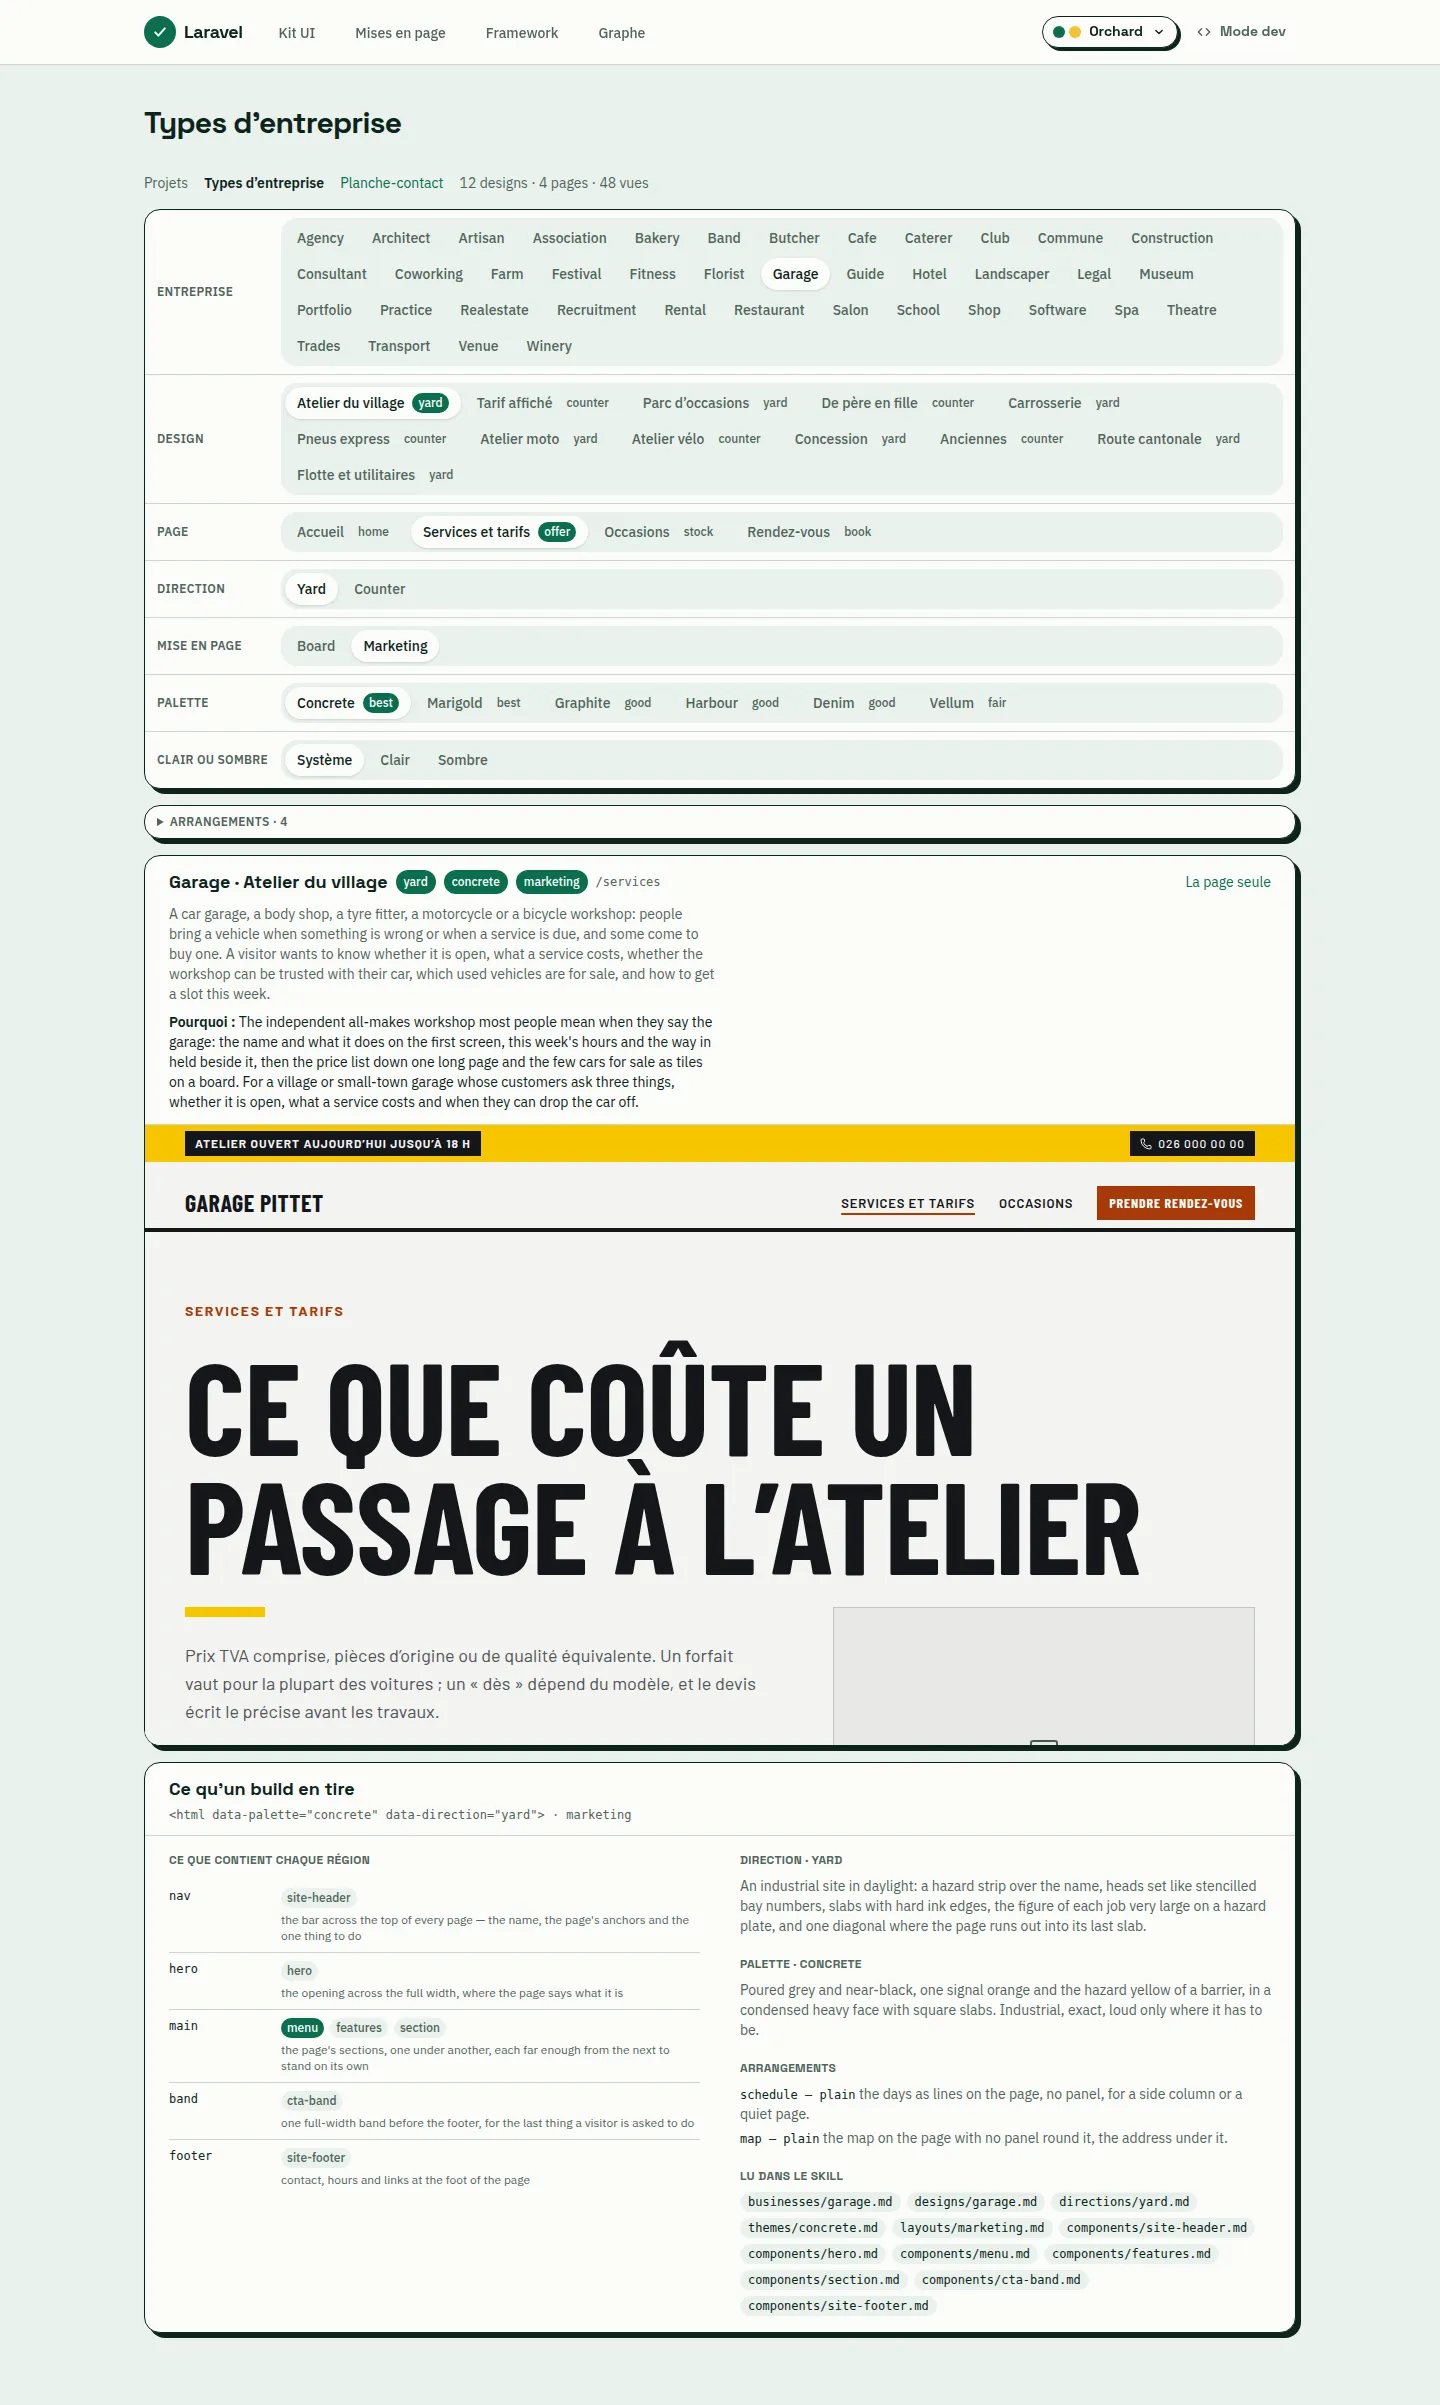 Laravel
Kit UI
Mises en page
Framework
Graphe
Orchard
Mode dev
Types d’entreprise
Projets Types d’entreprise Planche-contact 12 designs · 4 pages · 48 vues
ENTREPRISE
Agency Architect Artisan Association Bakery Band Butcher Cafe Caterer Club Commune Construction
Consultant Coworking Farm Festival Fitness Florist Garage Guide Hotel Landscaper Legal Museum
Portfolio Practice Realestate Recruitment Rental Restaurant Salon School Shop Software Spa Theatre
Trades Transport Venue Winery
DESIGN
Atelier du village yard Tarif affiché counter Parc d’occasions yard De père en fille counter Carrosserie yard
Pneus express counter Atelier moto yard Atelier vélo counter Concession yard Anciennes counter Route cantonale yard
Flotte et utilitaires yard
PAGE
Accueil home Services et tarifs offer Occasions stock Rendez-vous book
DIRECTION
Yard Counter
MISE EN PAGE
Board Marketing
PALETTE
Concrete best Marigold best Graphite good Harbour good Denim good Vellum fair
CLAIR OU SOMBRE
Système Clair Sombre
ARRANGEMENTS · 4
Garage · Atelier du village yard concrete marketing /services
La page seule
A car garage, a body shop, a tyre fitter, a motorcycle or a bicycle workshop: people
bring a vehicle when something is wrong or when a service is due, and some come to
buy one. A visitor wants to know whether it is open, what a service costs, whether the
workshop can be trusted with their car, which used vehicles are for sale, and how to get
a slot this week.
Pourquoi : The independent all-makes workshop most people mean when they say the
garage: the name and what it does on the first screen, this week's hours and the way in
held beside it, then the price list down one long page and the few cars for sale as tiles
on a board. For a village or small-town garage whose customers ask three things,
whether it is open, what a service costs and when they can drop the car off.
ATELIER OUVERT AUJOURD’HUI JUSQU’À 18 H
026 000 00 00
GARAGE PITTET
SERVICES ET TARIFS
OCCASIONS
PRENDRE RENDEZ-VOUS
SERVICES ET TARIFS
CE QUE COÛTE UN
PASSAGE À L’ATELIER
Prix TVA comprise, pièces d’origine ou de qualité équivalente. Un forfait
vaut pour la plupart des voitures ; un « dès » dépend du modèle, et le devis
écrit le précise avant les travaux.
Ce qu’un build en tire
<html data-palette="concrete" data-direction="yard"> · marketing
CE QUE CONTIENT CHAQUE RÉGION
nav
site-header
the bar across the top of every page — the name, the page's anchors and the
one thing to do
hero
hero
the opening across the full width, where the page says what it is
main
menu features section
the page's sections, one under another, each far enough from the next to
stand on its own
band
cta-band
one full-width band before the footer, for the last thing a visitor is asked to do
footer
site-footer
contact, hours and links at the foot of the page
DIRECTION · YARD
An industrial site in daylight: a hazard strip over the name, heads set like stencilled
bay numbers, slabs with hard ink edges, the figure of each job very large on a hazard
plate, and one diagonal where the page runs out into its last slab.
PALETTE · CONCRETE
Poured grey and near-black, one signal orange and the hazard yellow of a barrier, in a
condensed heavy face with square slabs. Industrial, exact, loud only where it has to
be.
ARRANGEMENTS
schedule — plain the days as lines on the page, no panel, for a side column or a
quiet page.
map — plain the map on the page with no panel round it, the address under it.
LU DANS LE SKILL
businesses/garage.md designs/garage.md directions/yard.md
themes/concrete.md layouts/marketing.md components/site-header.md
components/hero.md components/menu.md components/features.md
components/section.md components/cta-band.md
components/site-footer.md